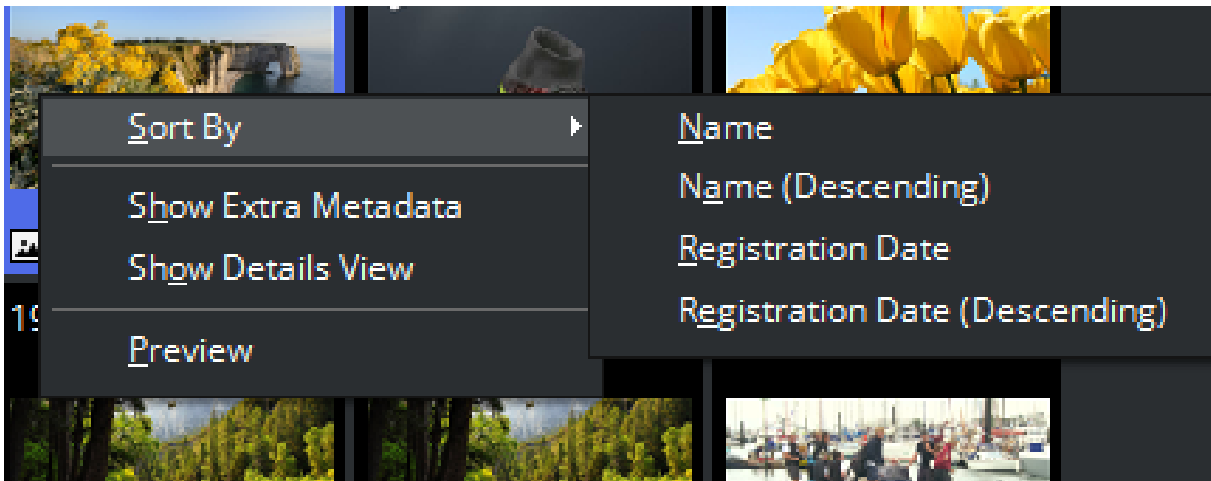 Sort By
Show Extra Metadata
Show Details View
Preview
Name
Name (Descending)
Registration Date
Registration Date (Descending)